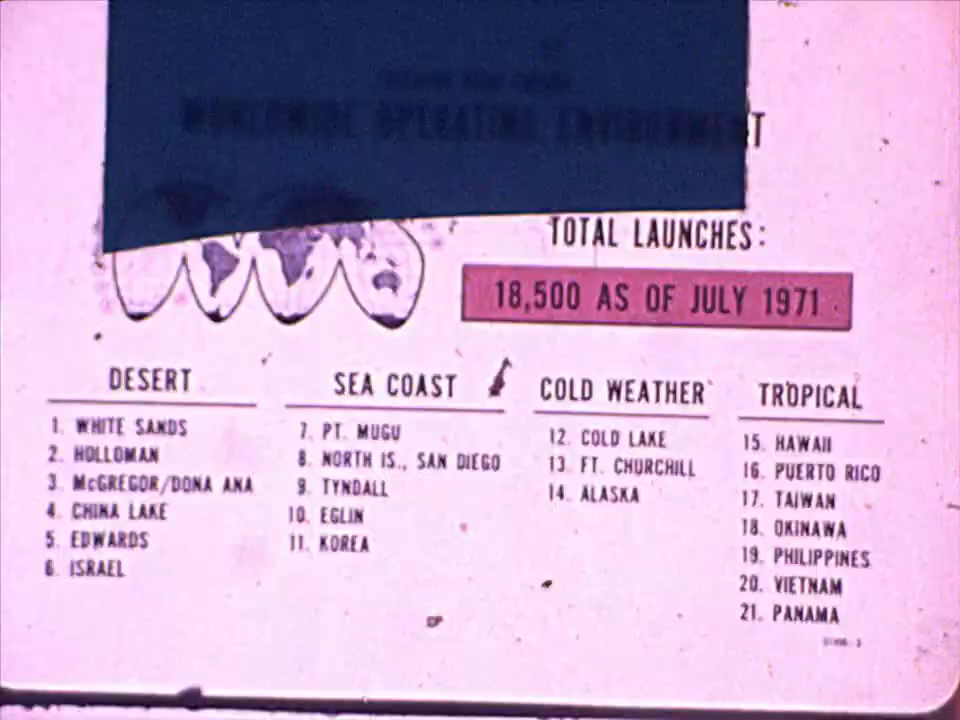 WORLDWIDE OPERATING ENVIRONMENT
TOTAL LAUNCHES:
18,500 AS OF JULY 1971
DESERT
1. WHITE SANDS
2. HOLLOMAN
3. McGREGOR/DONA ANA
4. CHINA LAKE
5. EDWARDS
6. ISRAEL
SEA COAST
7. PT. MUGU
8. NORTH IS., SAN DIEGO
9. TYNDALL
10. EGLIN
11. KOREA
COLD WEATHER
12. COLD LAKE
13. FT. CHURCHILL
14. ALASKA
TROPICAL
15. HAWAII
16. PUERTO RICO
17. TAIWAN
18. OKINAWA
19. PHILIPPINES
20. VIETNAM
21. PANAMA